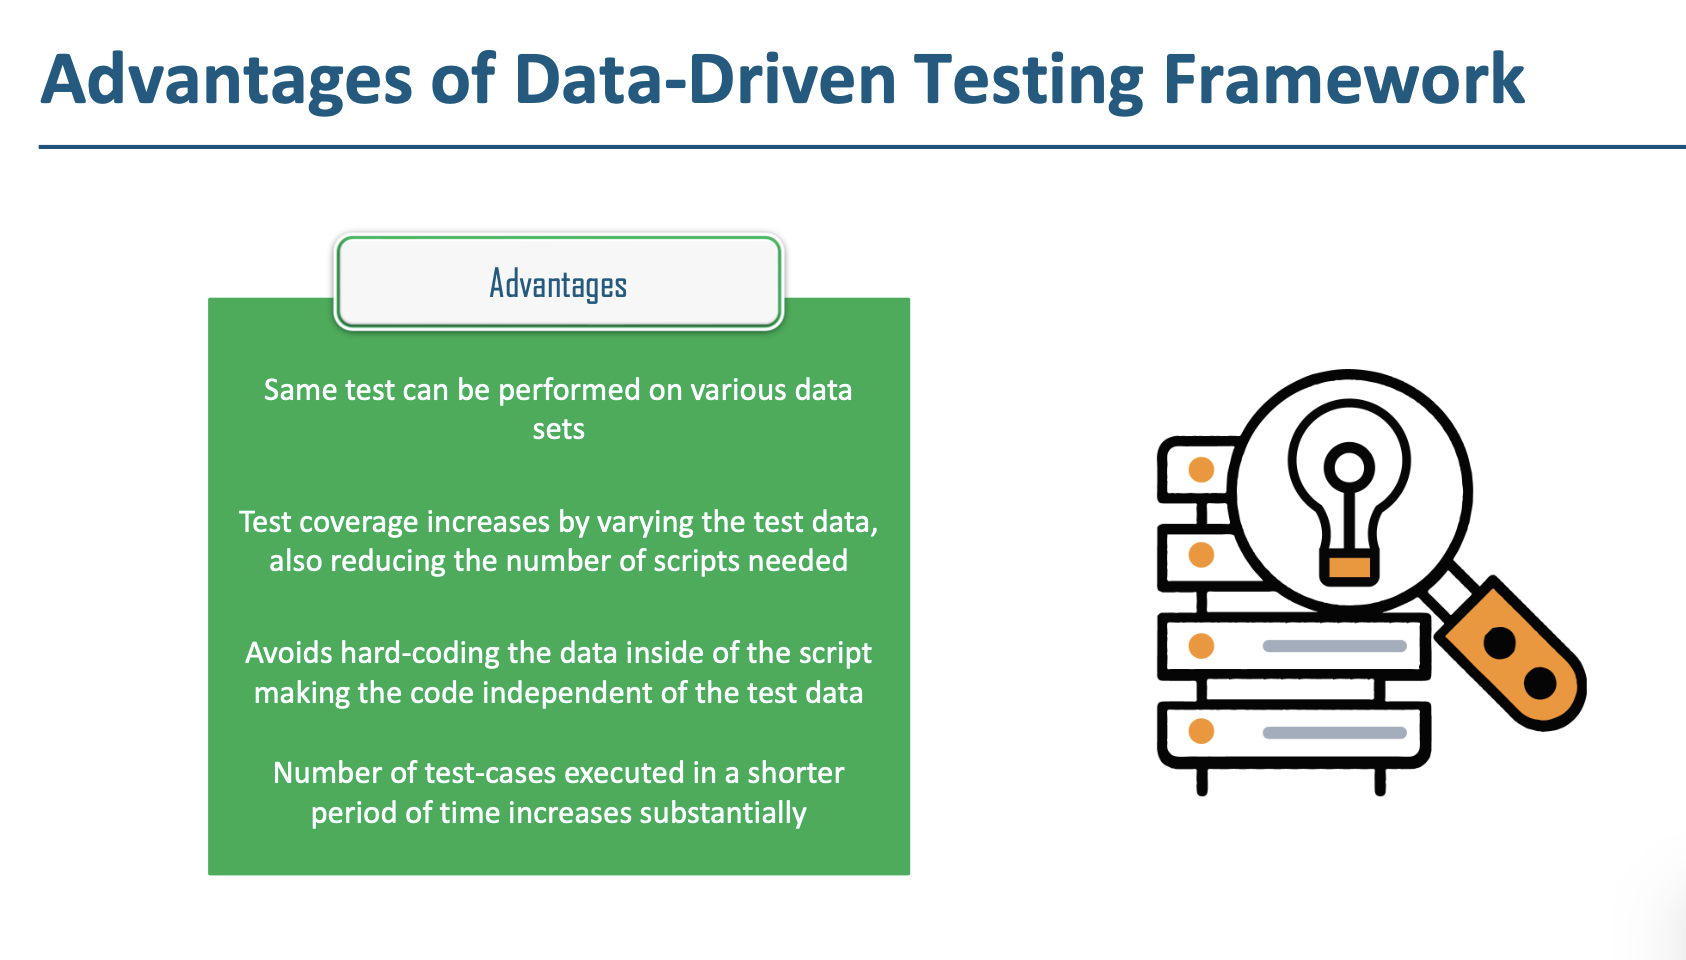 Advantages of Data-Driven Testing Framework
Advantages
Same test can be performed on various data
sets
Test coverage increases by varying the test data,
also reducing the number of scripts needed
Avoids hard-coding the data inside of the script
making the code independent of the test data
Number of test-cases executed in a shorter
period of time increases substantially